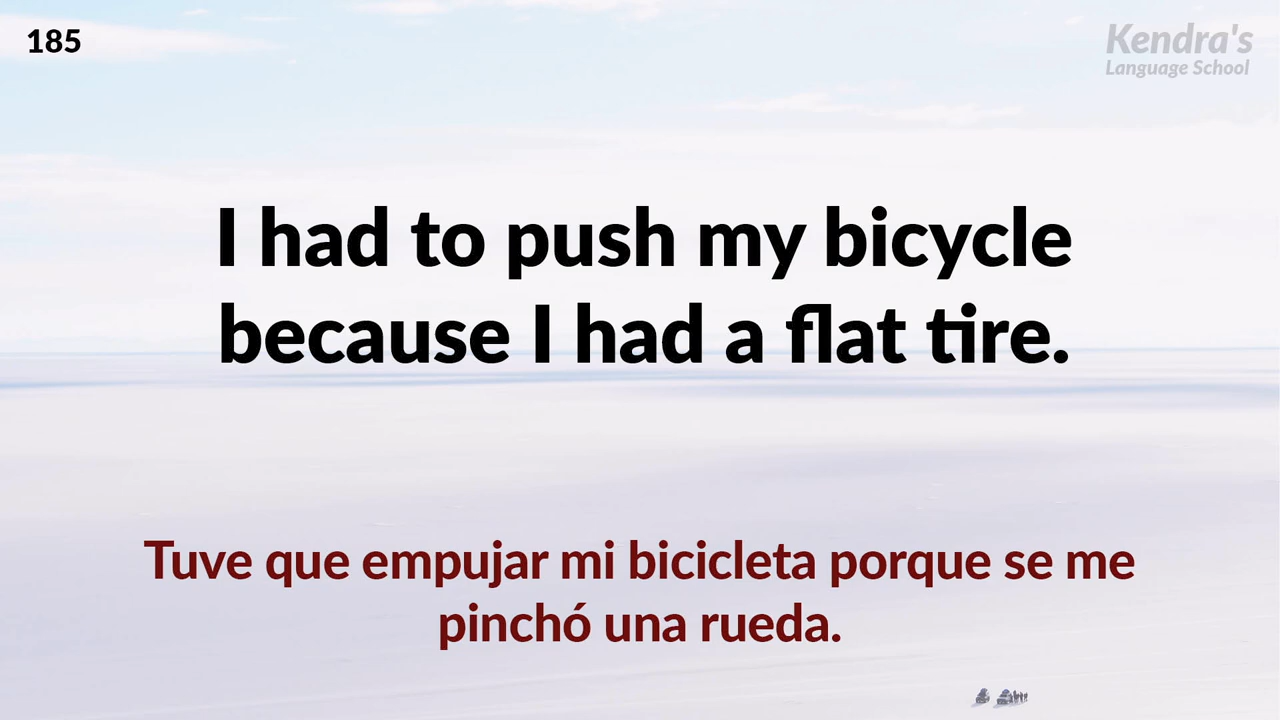 185
Kendra's
Language School
I had to push my bicycle
because I had a flat tire.
Tuve que empujar mi bicicleta porque se me
pinchó una rueda.